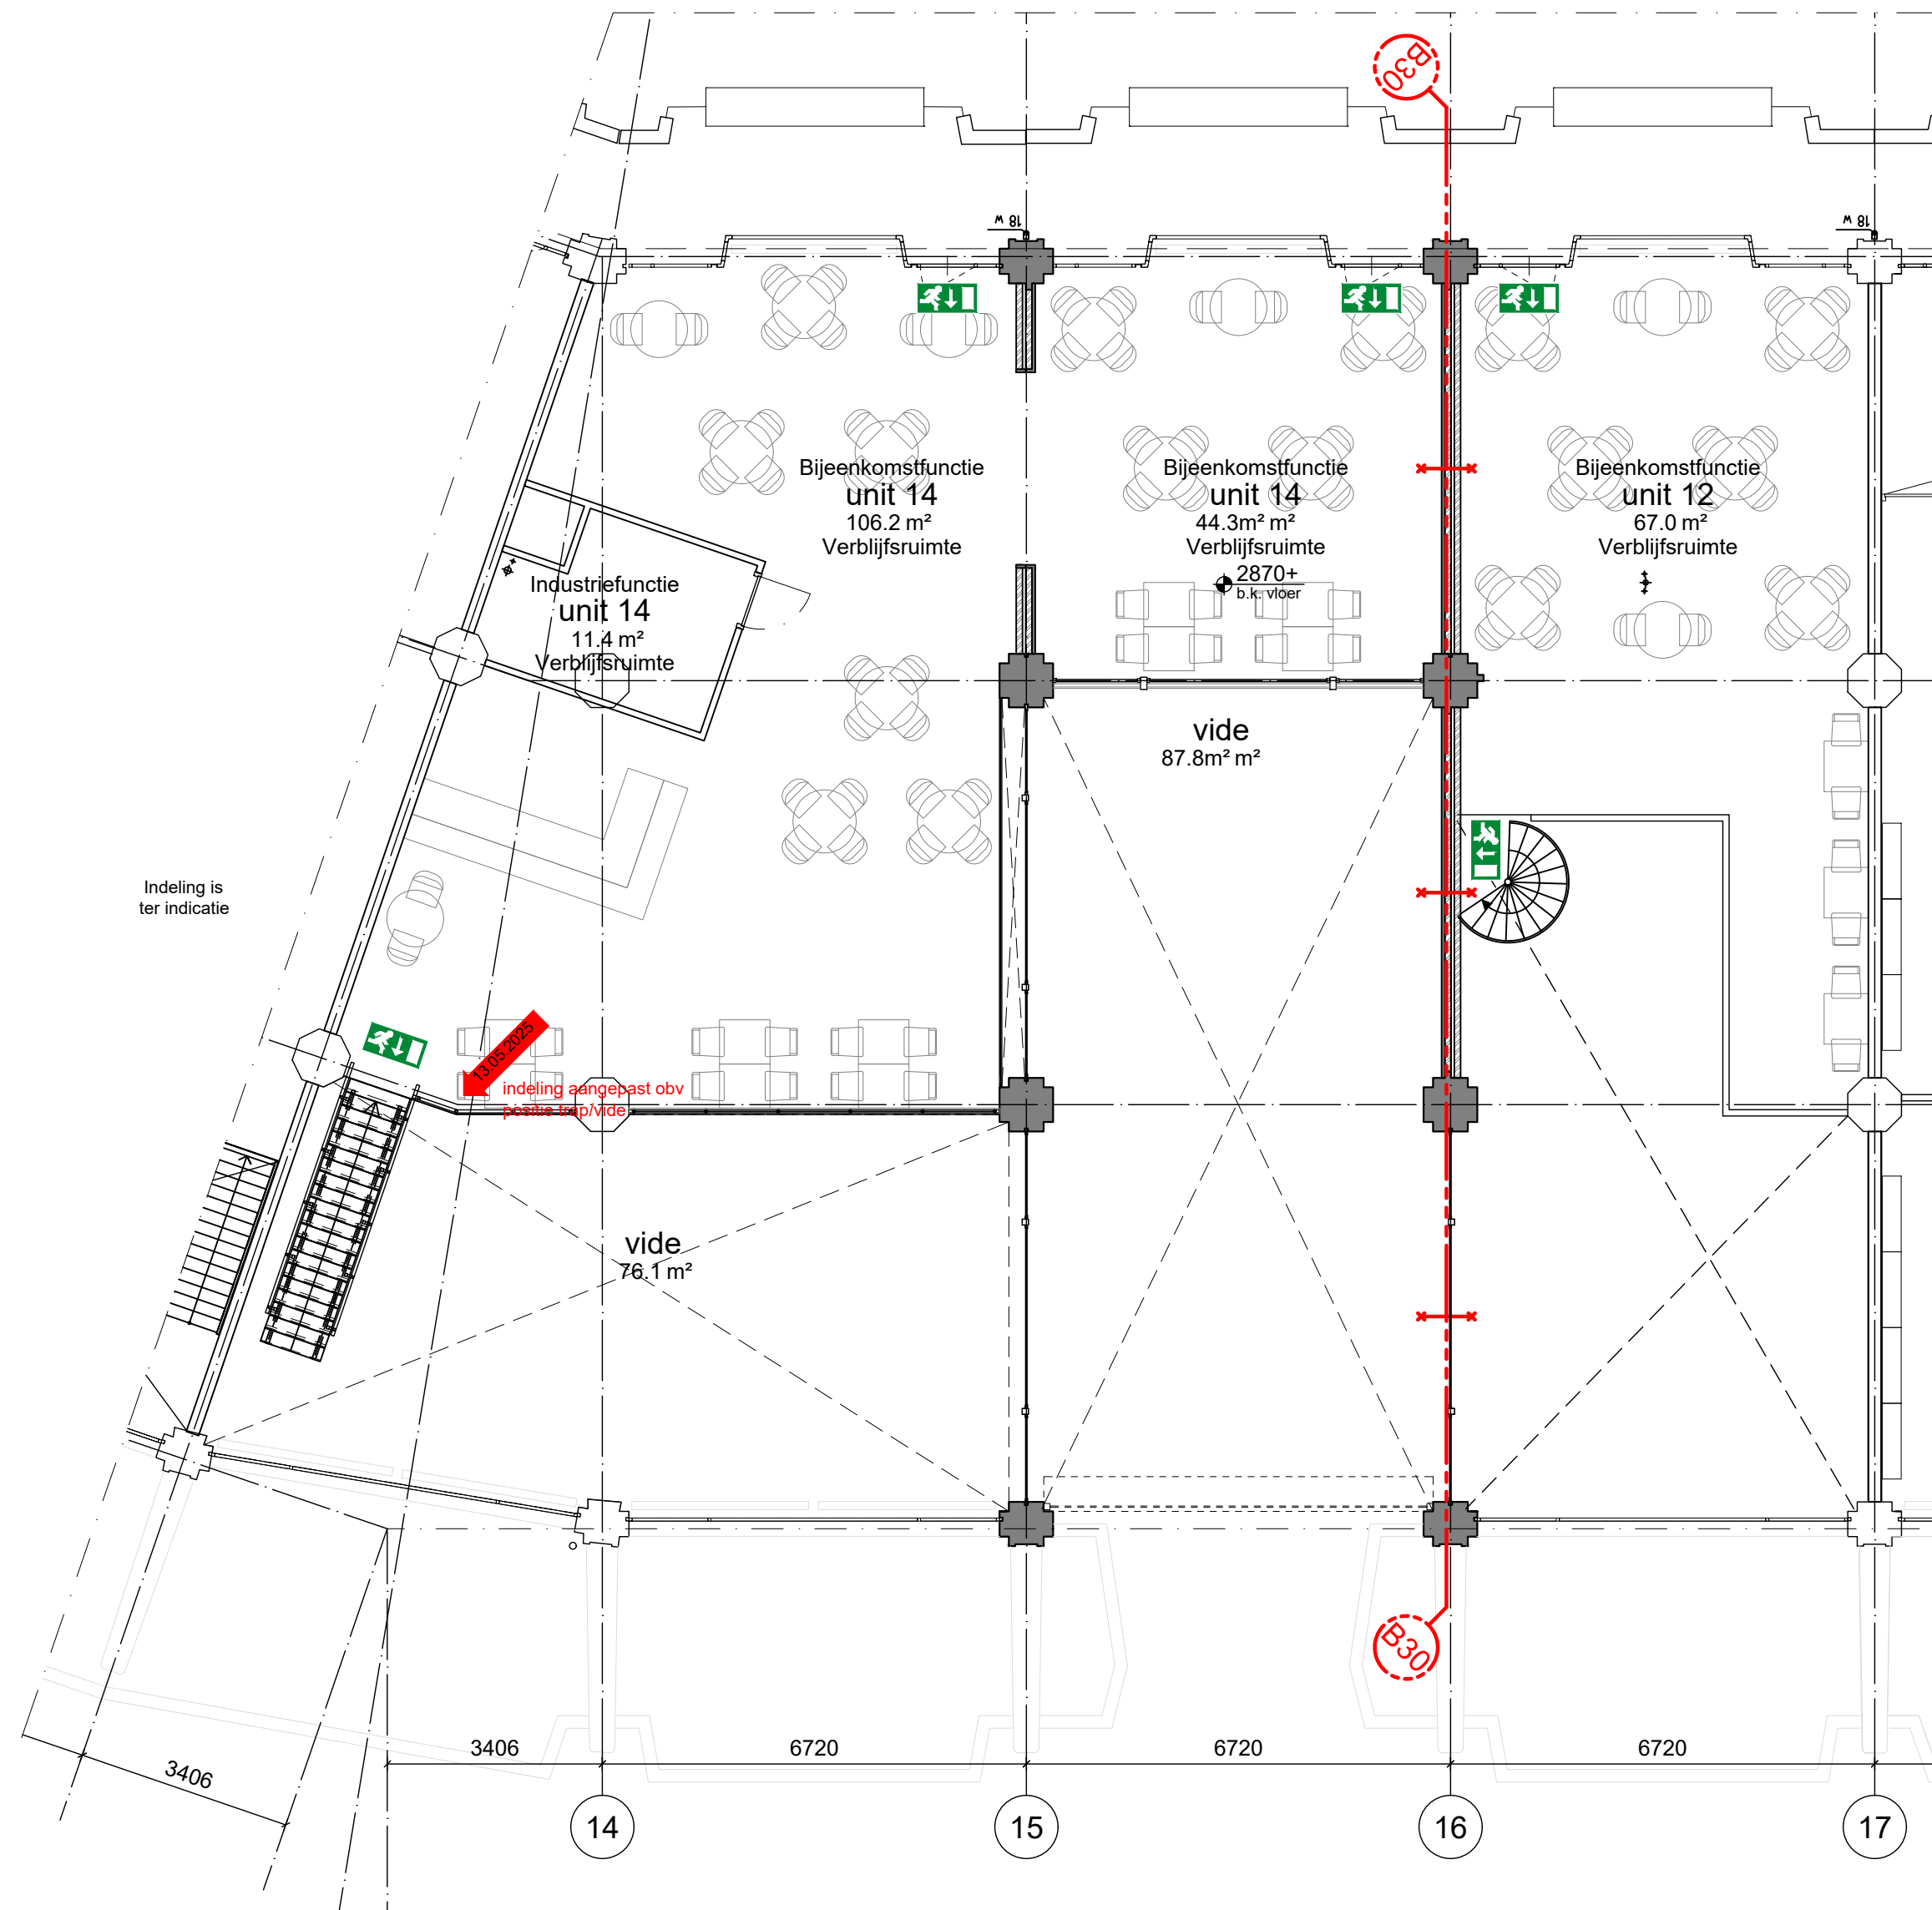 B30
18 w
18 w
Bijeenkomstfunctie
unit 14
106.2 m²
Verblijfsruimte
Bijeenkomstfunctie
unit 14
44.3m² m²
Verblijfsruimte
2870+
b.k. vloer
Bijeenkomstfunctie
unit 12
67.0 m²
Verblijfsruimte
Industriefunctie
unit 14
11.4 m²
Verblijfsruimte
vide
87.8m² m²
Indeling is
ter indicatie
13.05.2025
indeling aangepast obv
positie trap/vide
vide
76.1 m²
B30
3406
3406
6720
6720
6720
14
15
16
17